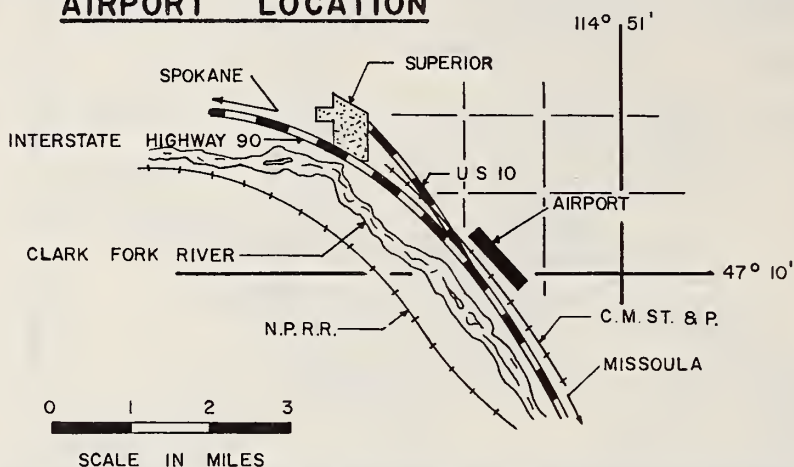 AIRPORT LOCATION
114° 51'
SPOKANE
SUPERIOR
INTERSTATE HIGHWAY 90
U S 10
AIRPORT
CLARK FORK RIVER
47° 10'
N.P.R.R.
C.M. ST. & P.
MISSOULA
0 1 2 3
SCALE IN MILES